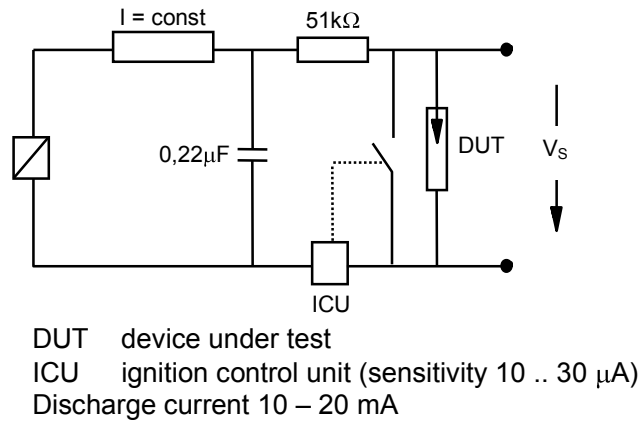 I = const
51kΩ
0,22μF
DUT
V_S
ICU
DUT device under test
ICU ignition control unit (sensitivity 10 .. 30 μA)
Discharge current 10 – 20 mA